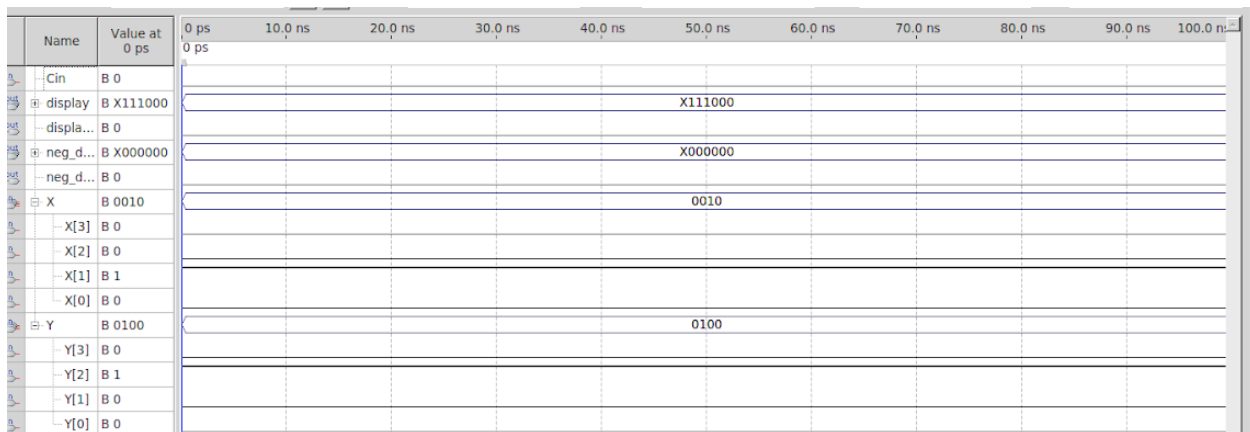 Name Value at 0 ps
0 ps 10.0 ns 20.0 ns 30.0 ns 40.0 ns 50.0 ns 60.0 ns 70.0 ns 80.0 ns 90.0 ns 100.0 ns
0 ps
Cin B 0
display B X111000 X111000
displa... B 0
neg_d... B X000000 X000000
neg_d... B 0
X B 0010 0010
X[3] B 0
X[2] B 0
X[1] B 1
X[0] B 0
Y B 0100 0100
Y[3] B 0
Y[2] B 1
Y[1] B 0
Y[0] B 0